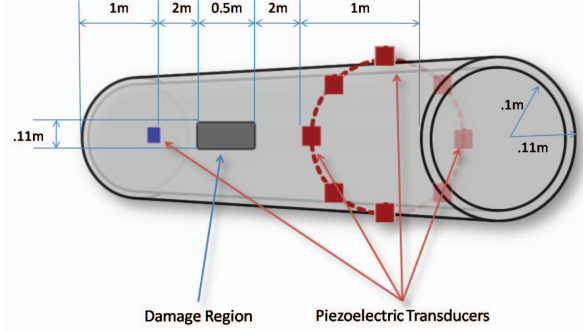 1m 2m 0.5m 2m 1m
.11m
.1m
.11m
Damage Region
Piezoelectric Transducers